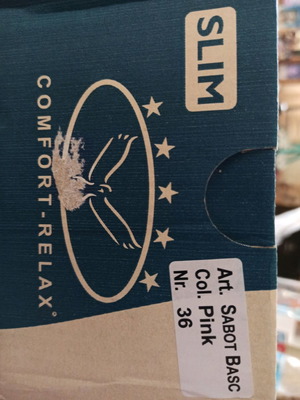 SLIM
COMFORT-RELAX®
Art. SABOT BASC
Col. Pink
Nr. 36